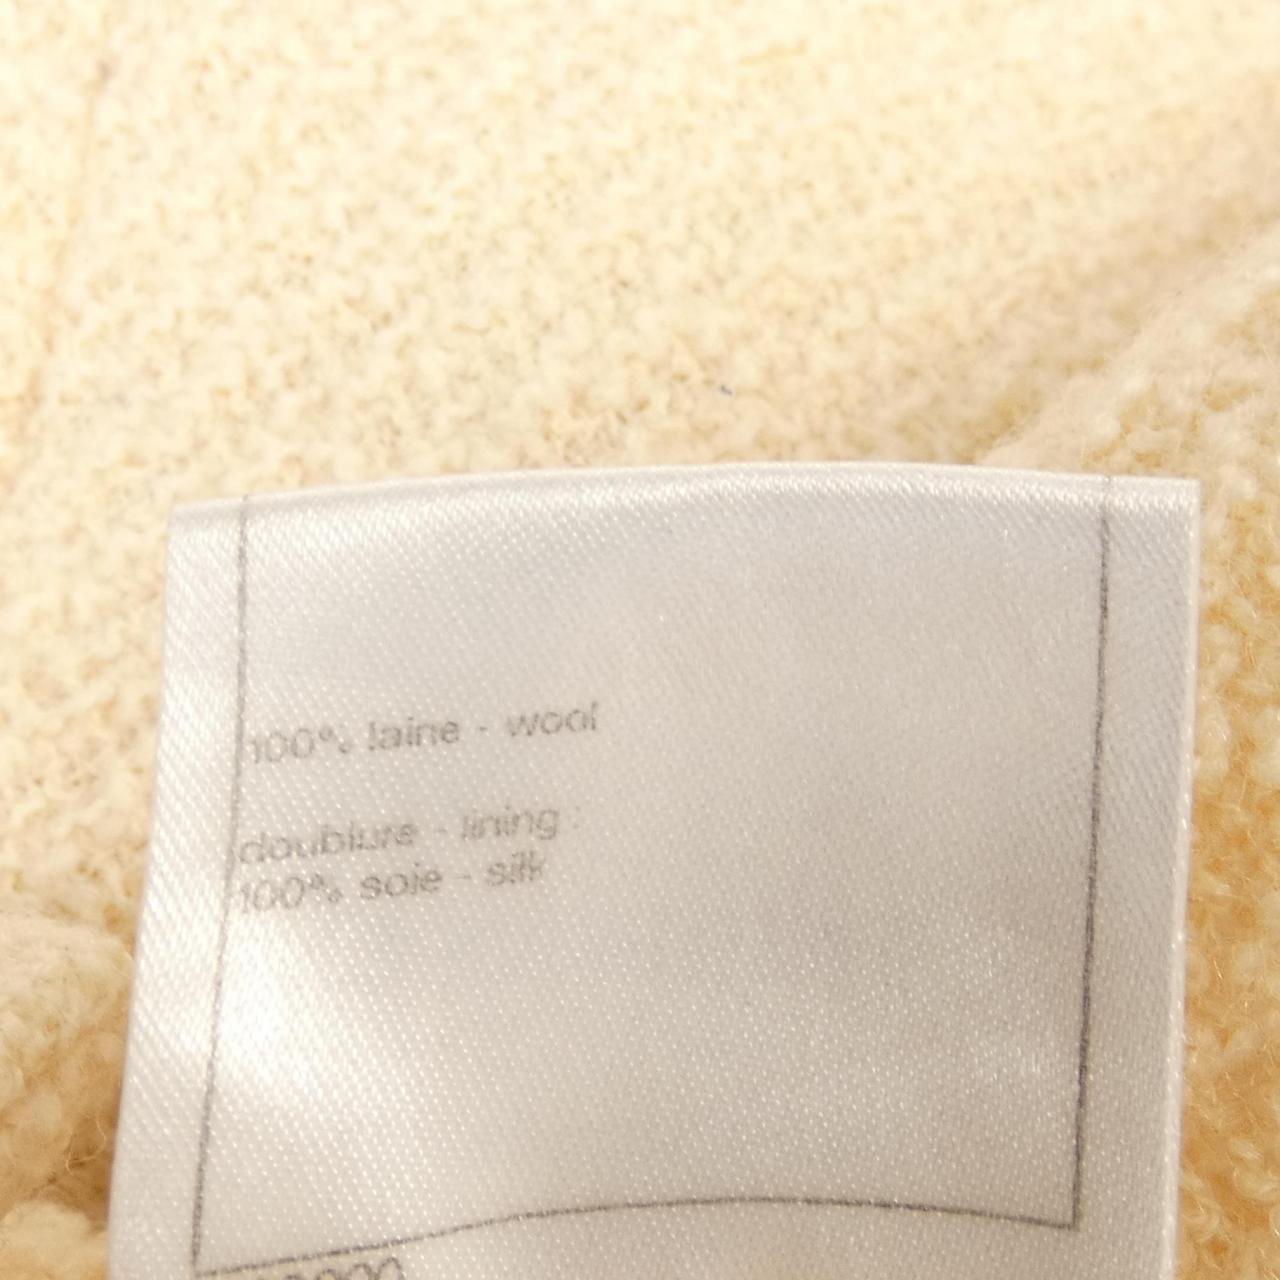 100% laine - wool
doublure - lining :
100% soie - silk